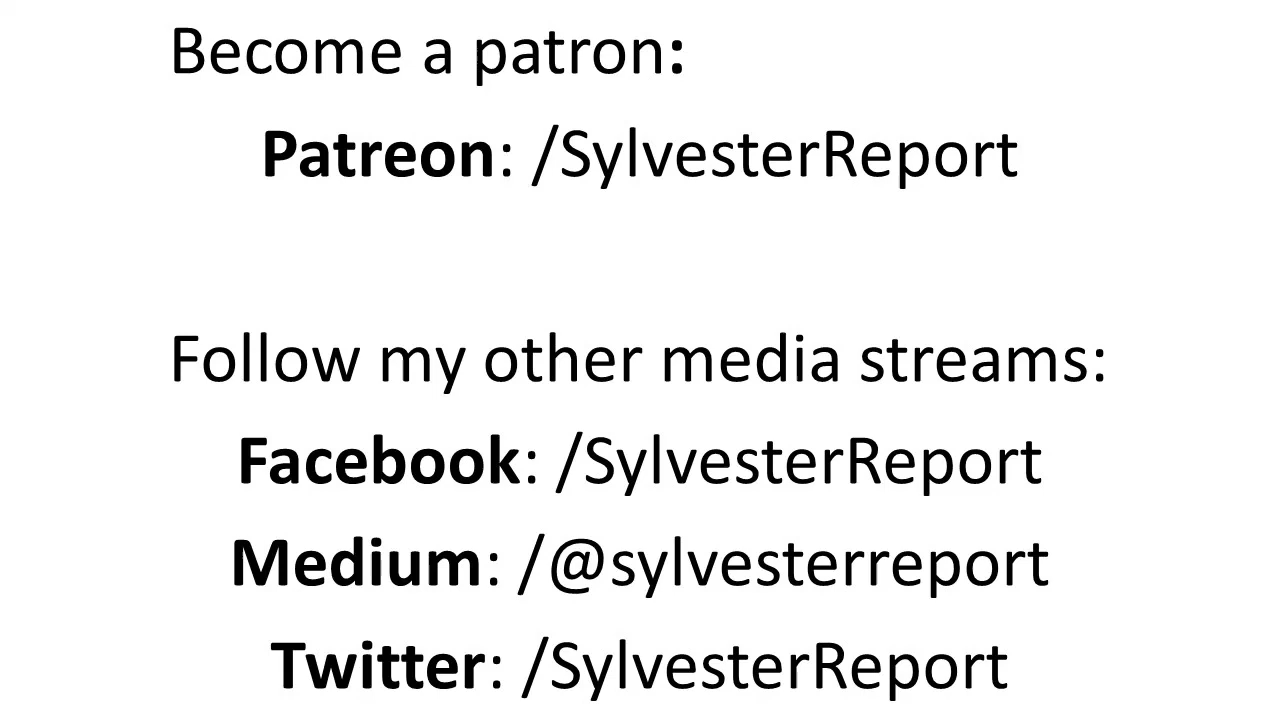 Become a patron:
Patreon: /SylvesterReport
Follow my other media streams:
Facebook: /SylvesterReport
Medium: /@sylvesterreport
Twitter: /SylvesterReport